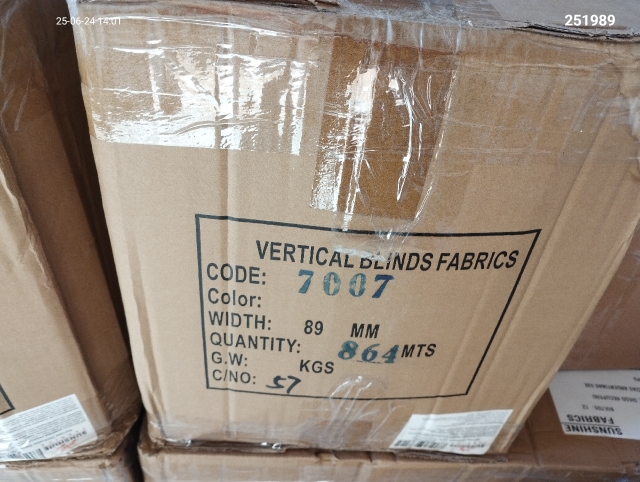 25-06-24 14:01
251989
VERTICAL BLINDS FABRICS
CODE: 7007
Color:
WIDTH: 89 MM
QUANTITY: 864 MTS
G.W: KGS
C/NO: 57
SUNSHINE
FABRICS
SUNSHINE